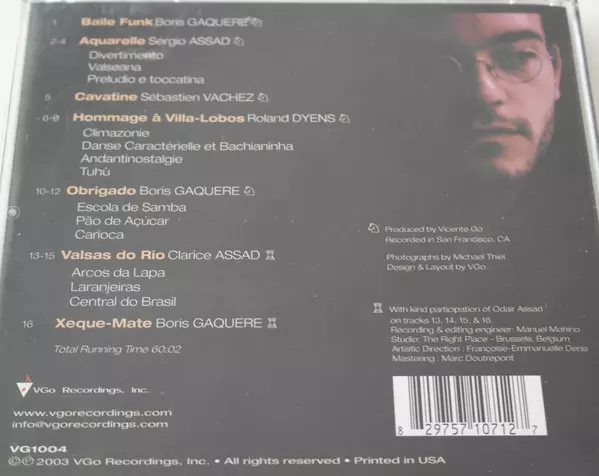 1 Baile Funk Boris GAQUERE
2-4 Aquarelle Sérgio ASSAD
Divertimento
Valseana
Preludio e toccatina
5 Cavatine Sébastien VACHEZ
6-9 Hommage à Villa-Lobos Roland DYENS
Climazonie
Danse Caractérielle et Bachianinha
Andantinostalgie
Tuhù
10-12 Obrigado Boris GAQUERE
Escola de Samba
Pão de Açúcar
Carioca
13-15 Valsas do Rio Clarice ASSAD
Arcos da Lapa
Laranjeiras
Central do Brasil
16 Xeque-Mate Boris GAQUERE
Total Running Time 60:02
Produced by Vicente Go
Recorded in San Francisco, CA
Photographs by Michael Thiel
Design & Layout by VGo
With kind participation of Odair Assad
on tracks 13, 14, 15, & 16
Recording & editing engineer: Manuel Mohino
Studio: The Right Place - Brussels, Belgium
Artistic Direction : Françoise-Emmanuelle Denis
Mastering : Marc Doutrepont
VGo Recordings, Inc.
www.vgorecordings.com
info@vgorecordings.com
8 29757 10712 7
VG1004
©℗ 2003 VGo Recordings, Inc. • All rights reserved • Printed in USA